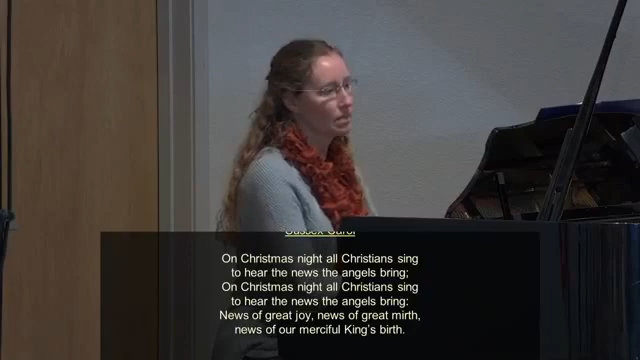 Sussex Carol
On Christmas night all Christians sing
to hear the news the angels bring;
On Christmas night all Christians sing
to hear the news the angels bring:
News of great joy, news of great mirth,
news of our merciful King's birth.